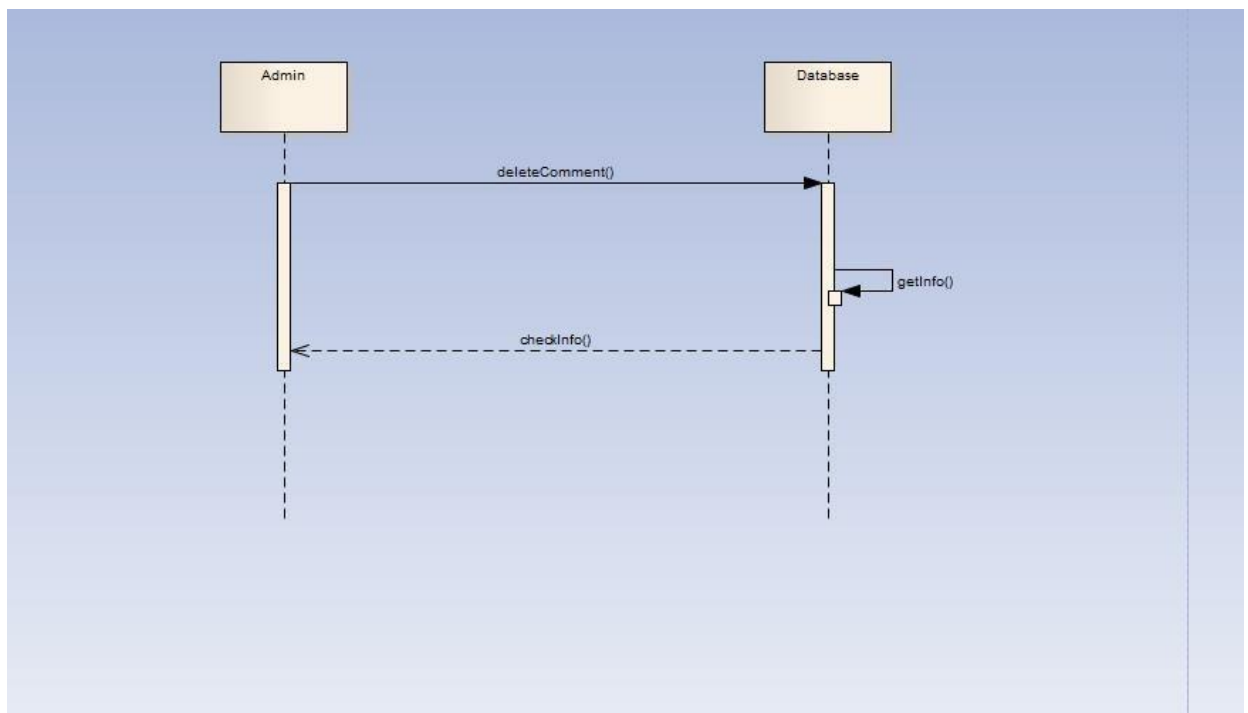 Admin
Database
deleteComment()
getInfo()
checkInfo()